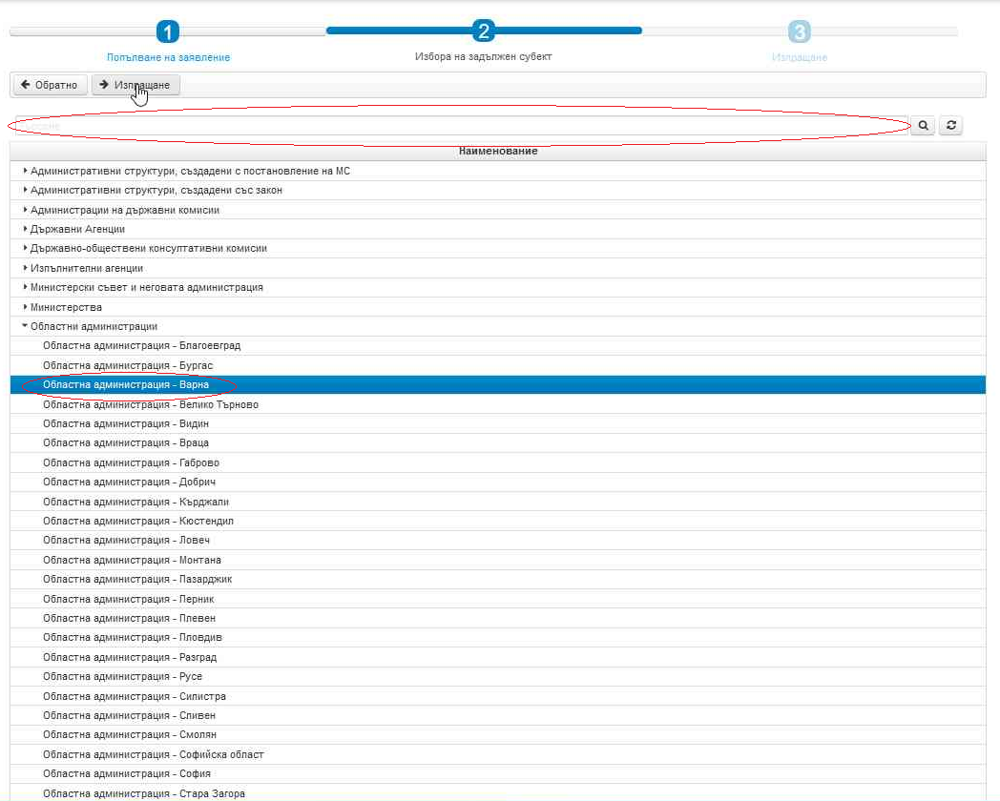 1
2
3
Попълване на заявление
Избора на задължен субект
Изпращане
Обратно
Изпращане
Наименование
Административни структури, създадени с постановление на МС
Административни структури, създадени със закон
Администрации на държавни комисии
Държавни Агенции
Държавно-обществени консултативни комисии
Изпълнителни агенции
Министерски съвет и неговата администрация
Министерства
Областни администрации
Областна администрация - Благоевград
Областна администрация - Бургас
Областна администрация - Варна
Областна администрация - Велико Търново
Областна администрация - Видин
Областна администрация - Враца
Областна администрация - Габрово
Областна администрация - Добрич
Областна администрация - Кърджали
Областна администрация - Кюстендил
Областна администрация - Ловеч
Областна администрация - Монтана
Областна администрация - Пазарджик
Областна администрация - Перник
Областна администрация - Плевен
Областна администрация - Пловдив
Областна администрация - Разград
Областна администрация - Русе
Областна администрация - Силистра
Областна администрация - Сливен
Областна администрация - Смолян
Областна администрация - Софийска област
Областна администрация - София
Областна администрация - Стара Загора